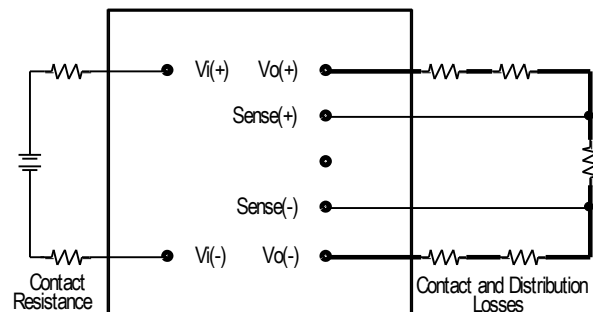 Vi(+) Vo(+)
Sense(+)
Sense(-)
Vi(-) Vo(-)
Contact
Resistance
Contact and Distribution
Losses